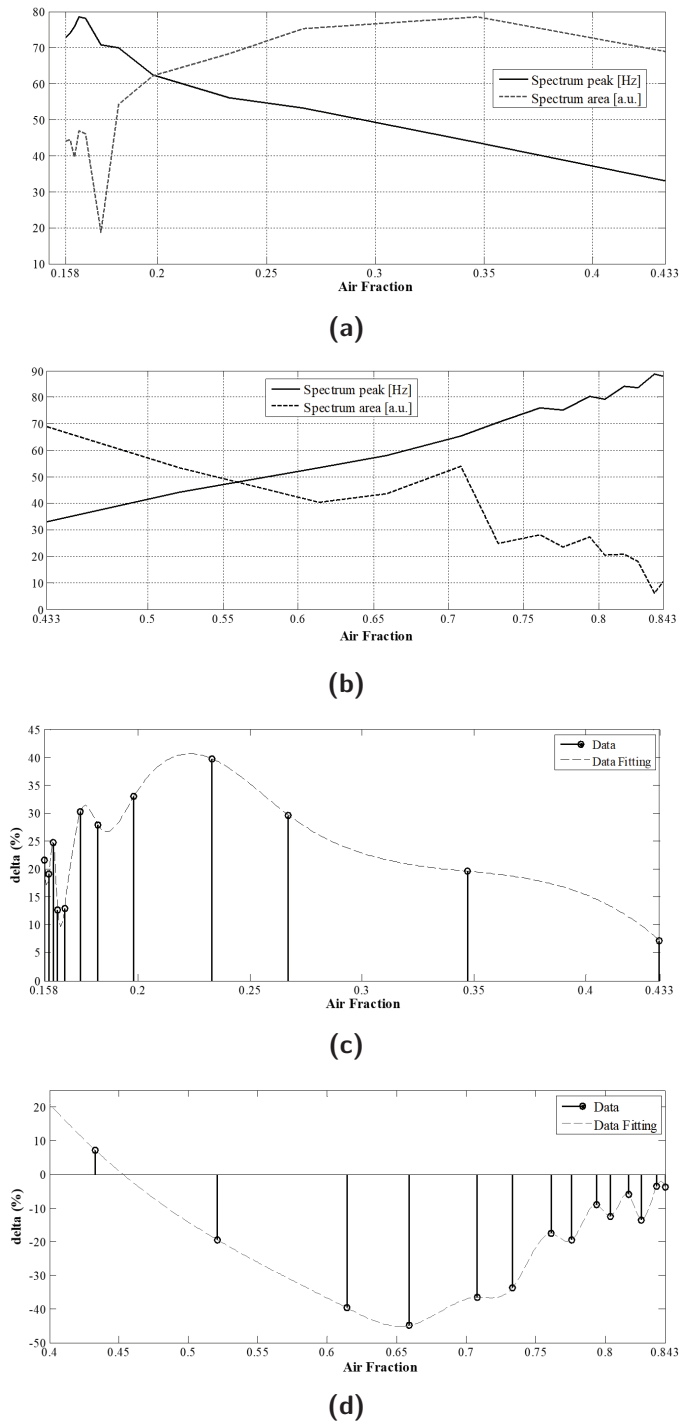 80
70
60
50
40
30
20
10
Spectrum peak [Hz]
Spectrum area [a.u.]
0.158 0.2 0.25 0.3 0.35 0.4 0.433
Air Fraction
(a)
90
80
70
60
50
40
30
20
10
0
Spectrum peak [Hz]
Spectrum area [a.u.]
0.433 0.5 0.55 0.6 0.65 0.7 0.75 0.8 0.843
Air Fraction
(b)
45
40
35
30
25
20
15
10
5
0
delta (%)
Data
Data Fitting
0.158 0.2 0.25 0.3 0.35 0.4 0.433
Air Fraction
(c)
20
10
0
-10
-20
-30
-40
-50
delta (%)
Data
Data Fitting
0.4 0.45 0.5 0.55 0.6 0.65 0.7 0.75 0.8 0.843
Air Fraction
(d)